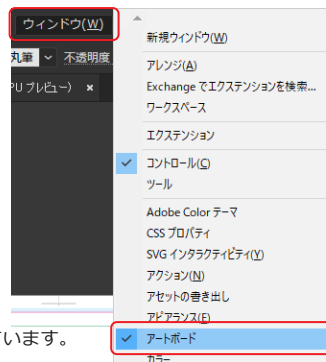 ウィンドウ(W)
丸筆
不透明度
PU プレビュー) ×
新規ウィンドウ(W)
アレンジ(A)
Exchange でエクステンションを検索...
ワークスペース
エクステンション
コントロール(C)
ツール
Adobe Color テーマ
CSS プロパティ
SVG インタラクティビティ(Y)
アクション(N)
アセットの書き出し
アピアランス(E)
アートボード
カラー
います。